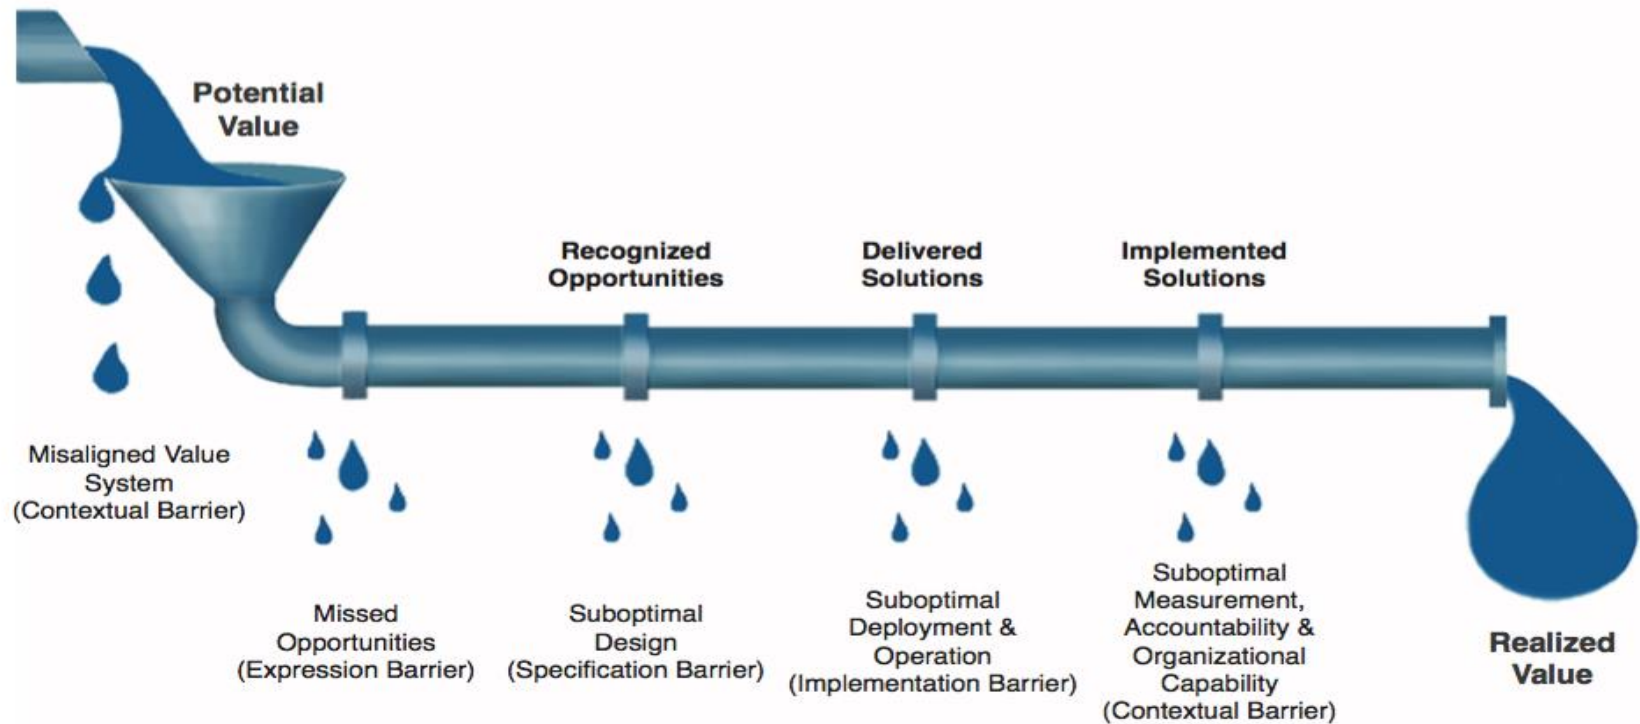 Potential
Value
Recognized
Opportunities
Delivered
Solutions
Implemented
Solutions
Misaligned Value
System
(Contextual Barrier)
Missed
Opportunities
(Expression Barrier)
Suboptimal
Design
(Specification Barrier)
Suboptimal
Deployment &
Operation
(Implementation Barrier)
Suboptimal
Measurement,
Accountability &
Organizational
Capability
(Contextual Barrier)
Realized
Value